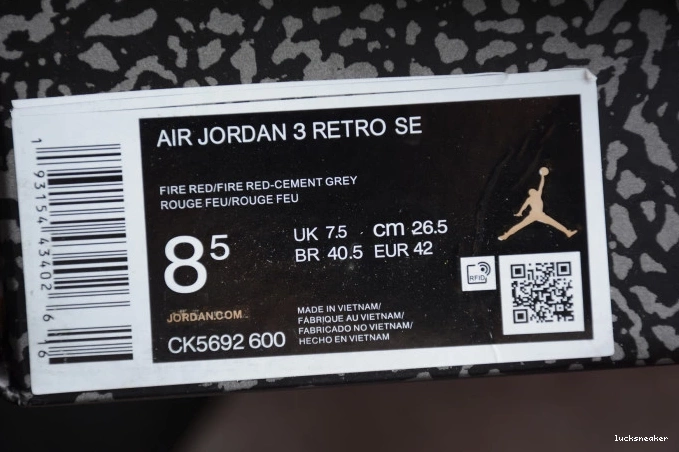 AIR JORDAN 3 RETRO SE
FIRE RED/FIRE RED-CEMENT GREY
ROUGE FEU/ROUGE FEU
8⁵
UK 7.5 cm 26.5
BR 40.5 EUR 42
RFID
JORDAN.COM
CK5692 600
MADE IN VIETNAM/
FABRIQUE AU VIETNAM/
FABRICADO NO VIETNAM/
HECHO EN VIETNAM
1 93154 43402 6 6
lucksneaker